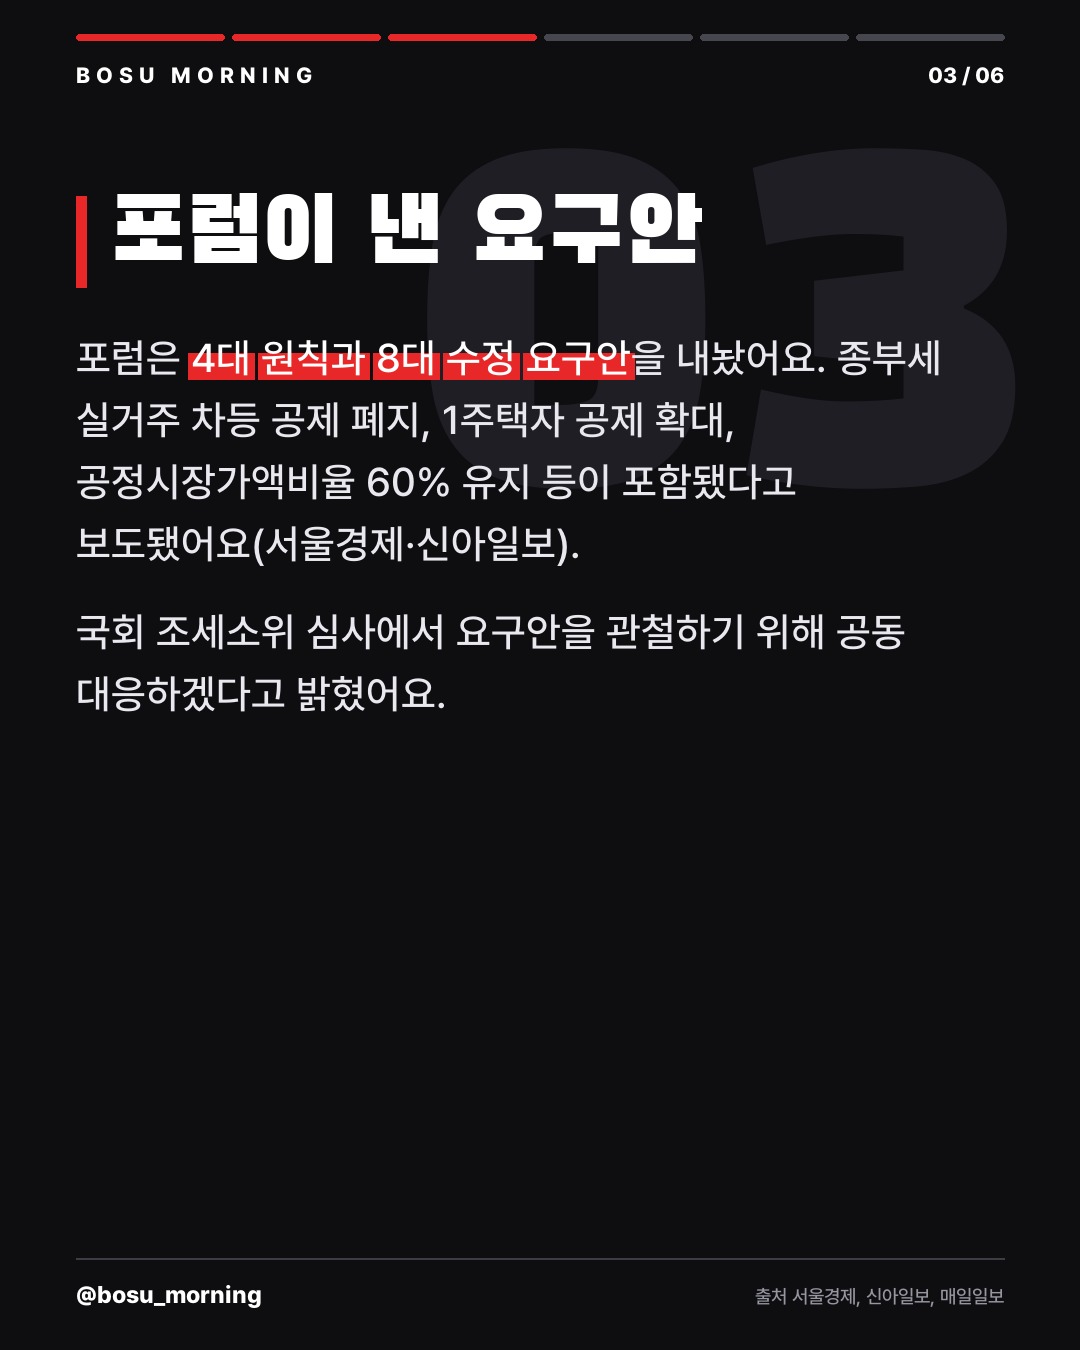 BOSU MORNING
03 / 06
03
포럼이 낸 요구안
포럼은 4대 원칙과 8대 수정 요구안을 내놨어요. 종부세
실거주 차등 공제 폐지, 1주택자 공제 확대,
공정시장가액비율 60% 유지 등이 포함됐다고
보도됐어요(서울경제·신아일보).
국회 조세소위 심사에서 요구안을 관철하기 위해 공동
대응하겠다고 밝혔어요.
@bosu_morning
출처 서울경제, 신아일보, 매일일보